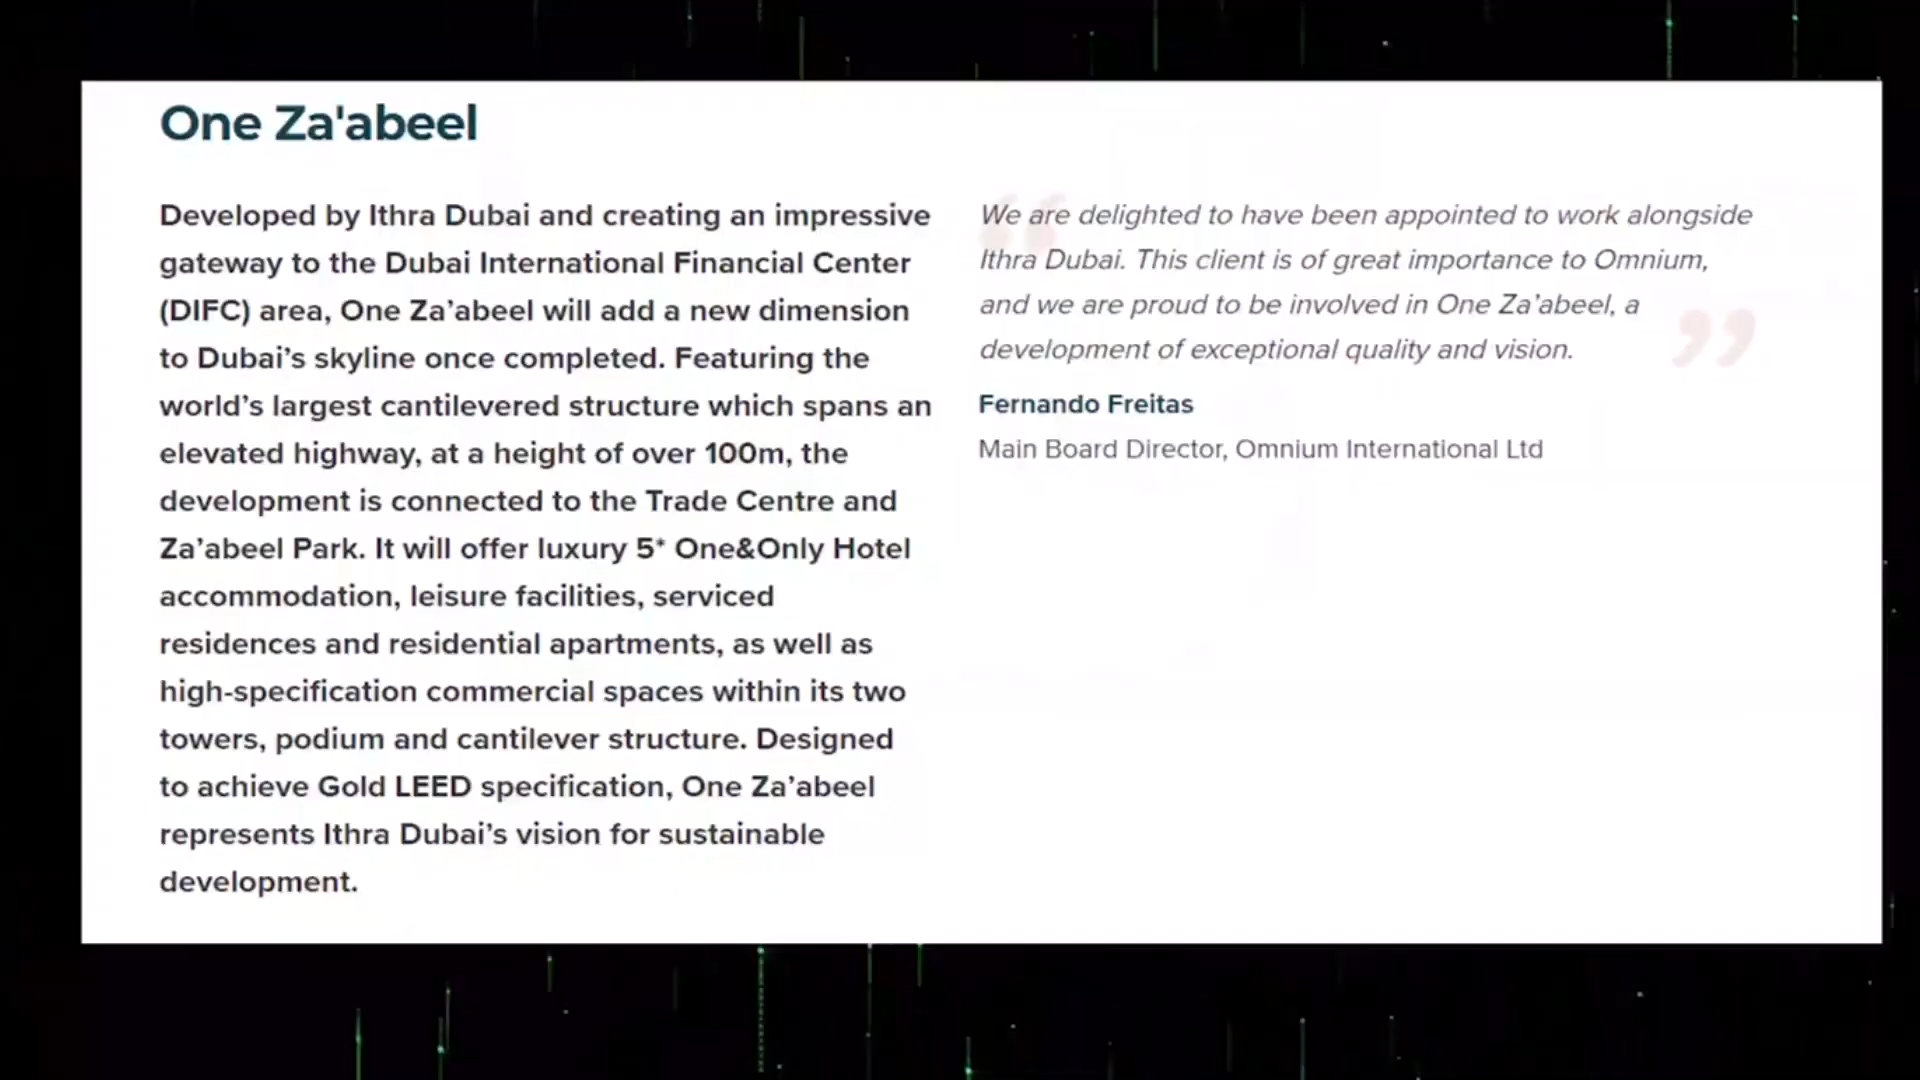 One Za'abeel
Developed by Ithra Dubai and creating an impressive
gateway to the Dubai International Financial Center
(DIFC) area, One Za’abeel will add a new dimension
to Dubai’s skyline once completed. Featuring the
world’s largest cantilevered structure which spans an
elevated highway, at a height of over 100m, the
development is connected to the Trade Centre and
Za’abeel Park. It will offer luxury 5* One&Only Hotel
accommodation, leisure facilities, serviced
residences and residential apartments, as well as
high-specification commercial spaces within its two
towers, podium and cantilever structure. Designed
to achieve Gold LEED specification, One Za’abeel
represents Ithra Dubai’s vision for sustainable
development.
“We are delighted to have been appointed to work alongside
Ithra Dubai. This client is of great importance to Omnium,
and we are proud to be involved in One Za’abeel, a
development of exceptional quality and vision.”
Fernando Freitas
Main Board Director, Omnium International Ltd